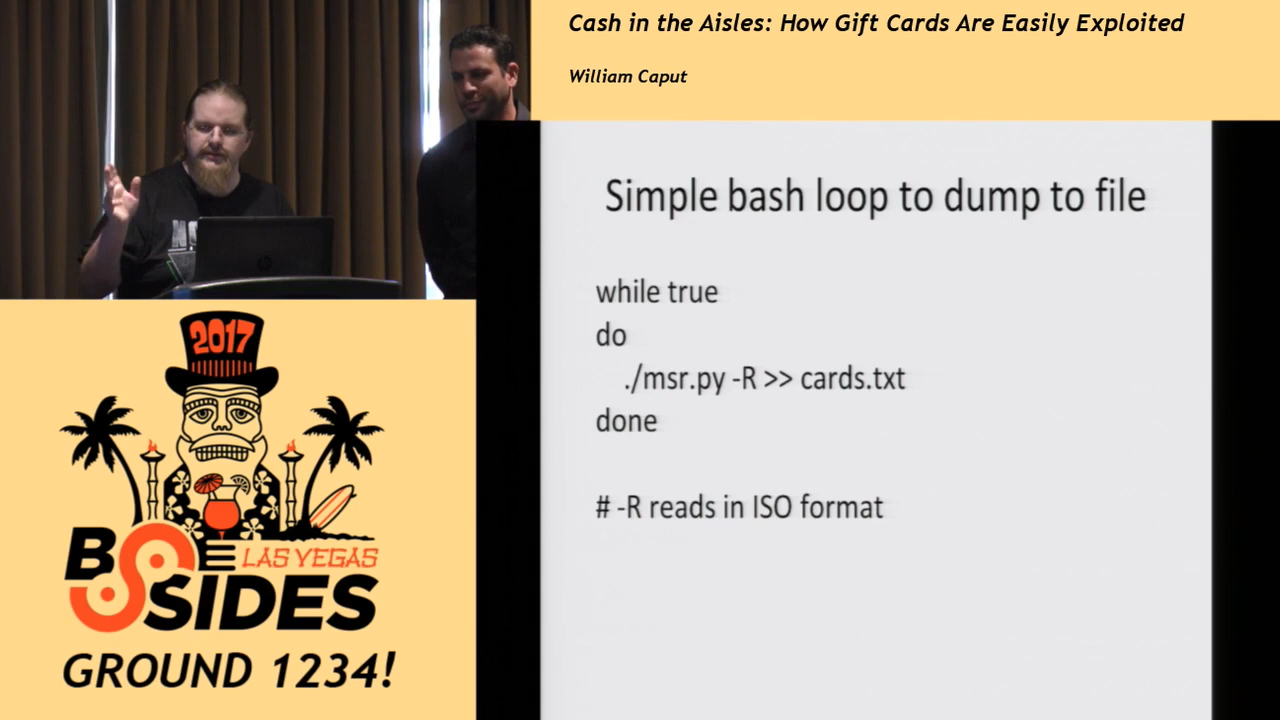 Cash in the Aisles: How Gift Cards Are Easily Exploited
William Caput
Simple bash loop to dump to file
while true
do
./msr.py -R >> cards.txt
done
# -R reads in ISO format
2017
BSIDES
LAS VEGAS
GROUND 1234!